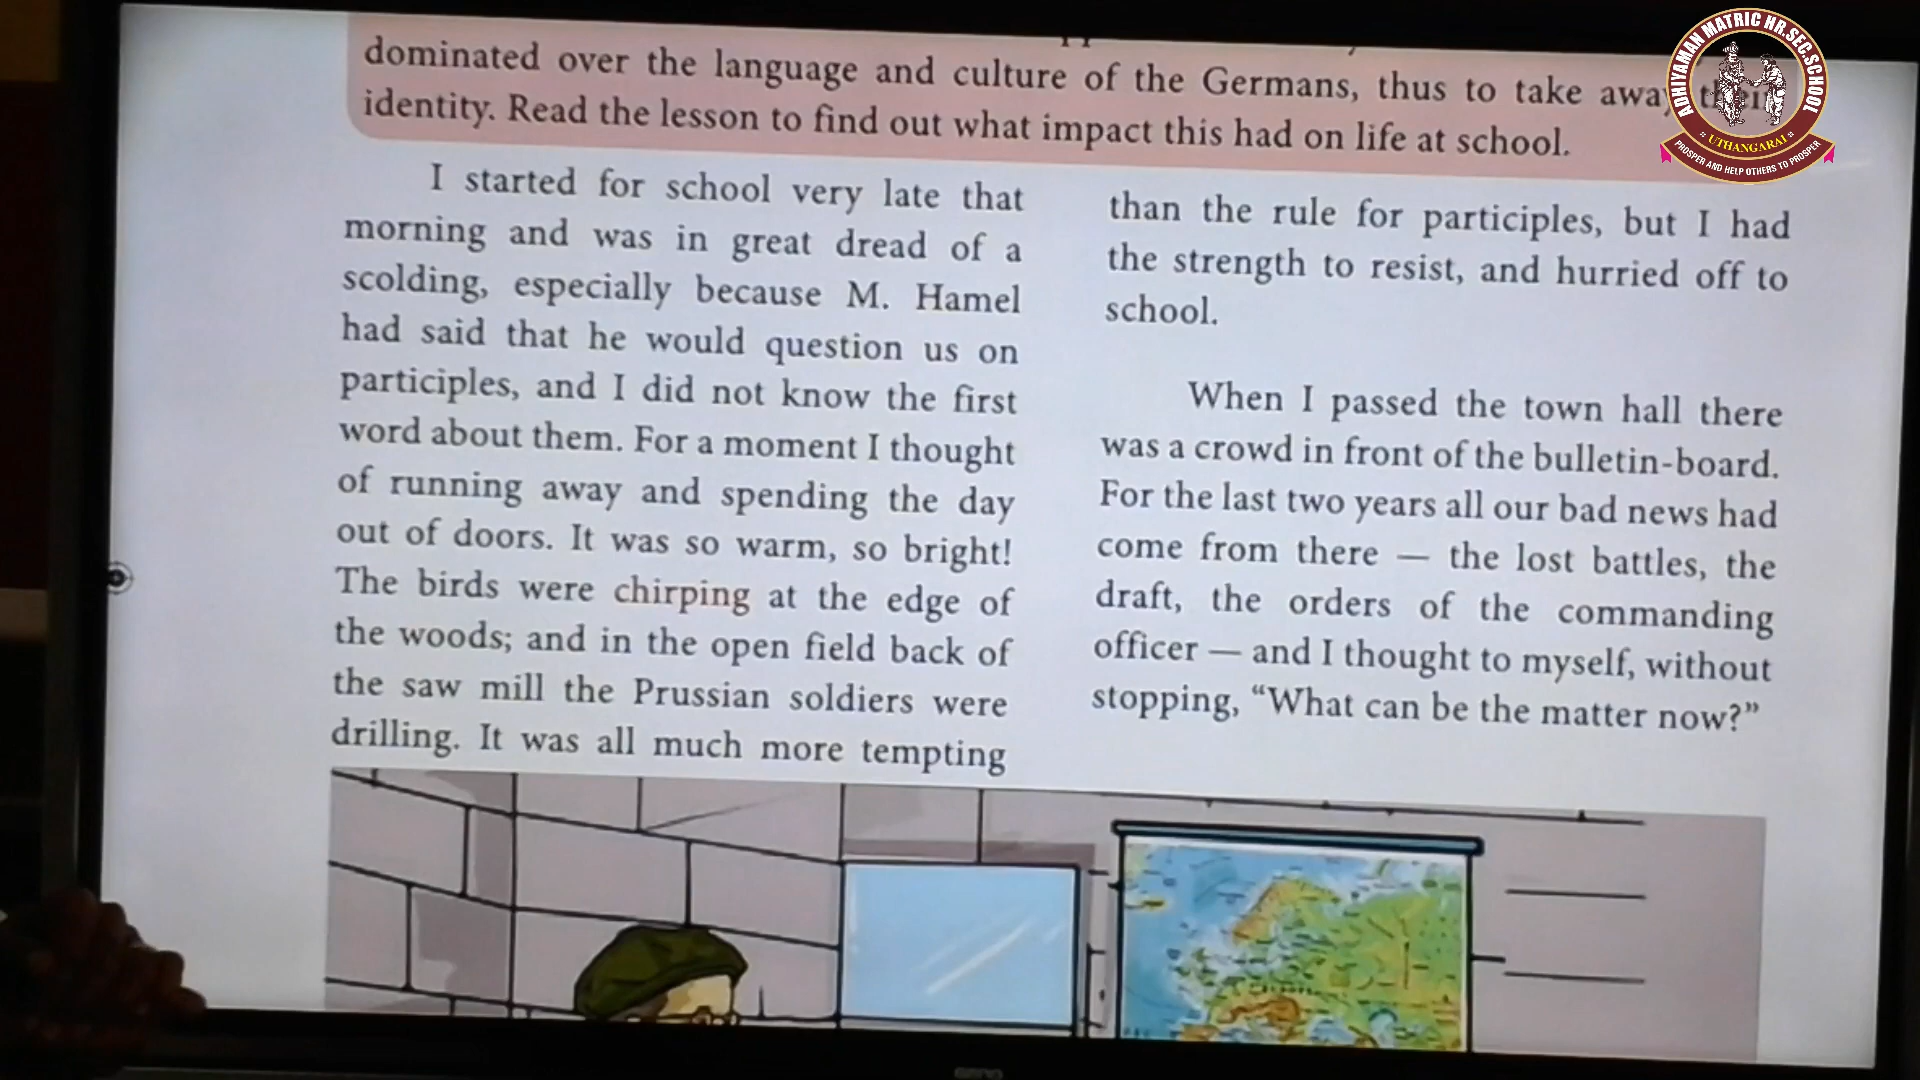 dominated over the language and culture of the Germans, thus to take away their
identity. Read the lesson to find out what impact this had on life at school.
I started for school very late that
morning and was in great dread of a
scolding, especially because M. Hamel
had said that he would question us on
participles, and I did not know the first
word about them. For a moment I thought
of running away and spending the day
out of doors. It was so warm, so bright!
The birds were chirping at the edge of
the woods; and in the open field back of
the saw mill the Prussian soldiers were
drilling. It was all much more tempting
than the rule for participles, but I had
the strength to resist, and hurried off to
school.
When I passed the town hall there
was a crowd in front of the bulletin-board.
For the last two years all our bad news had
come from there — the lost battles, the
draft, the orders of the commanding
officer — and I thought to myself, without
stopping, “What can be the matter now?”
ADHIYAMAN MATRIC HR.SEC.SCHOOL
UTHANGARAI
PROSPER AND HELP OTHERS TO PROSPER